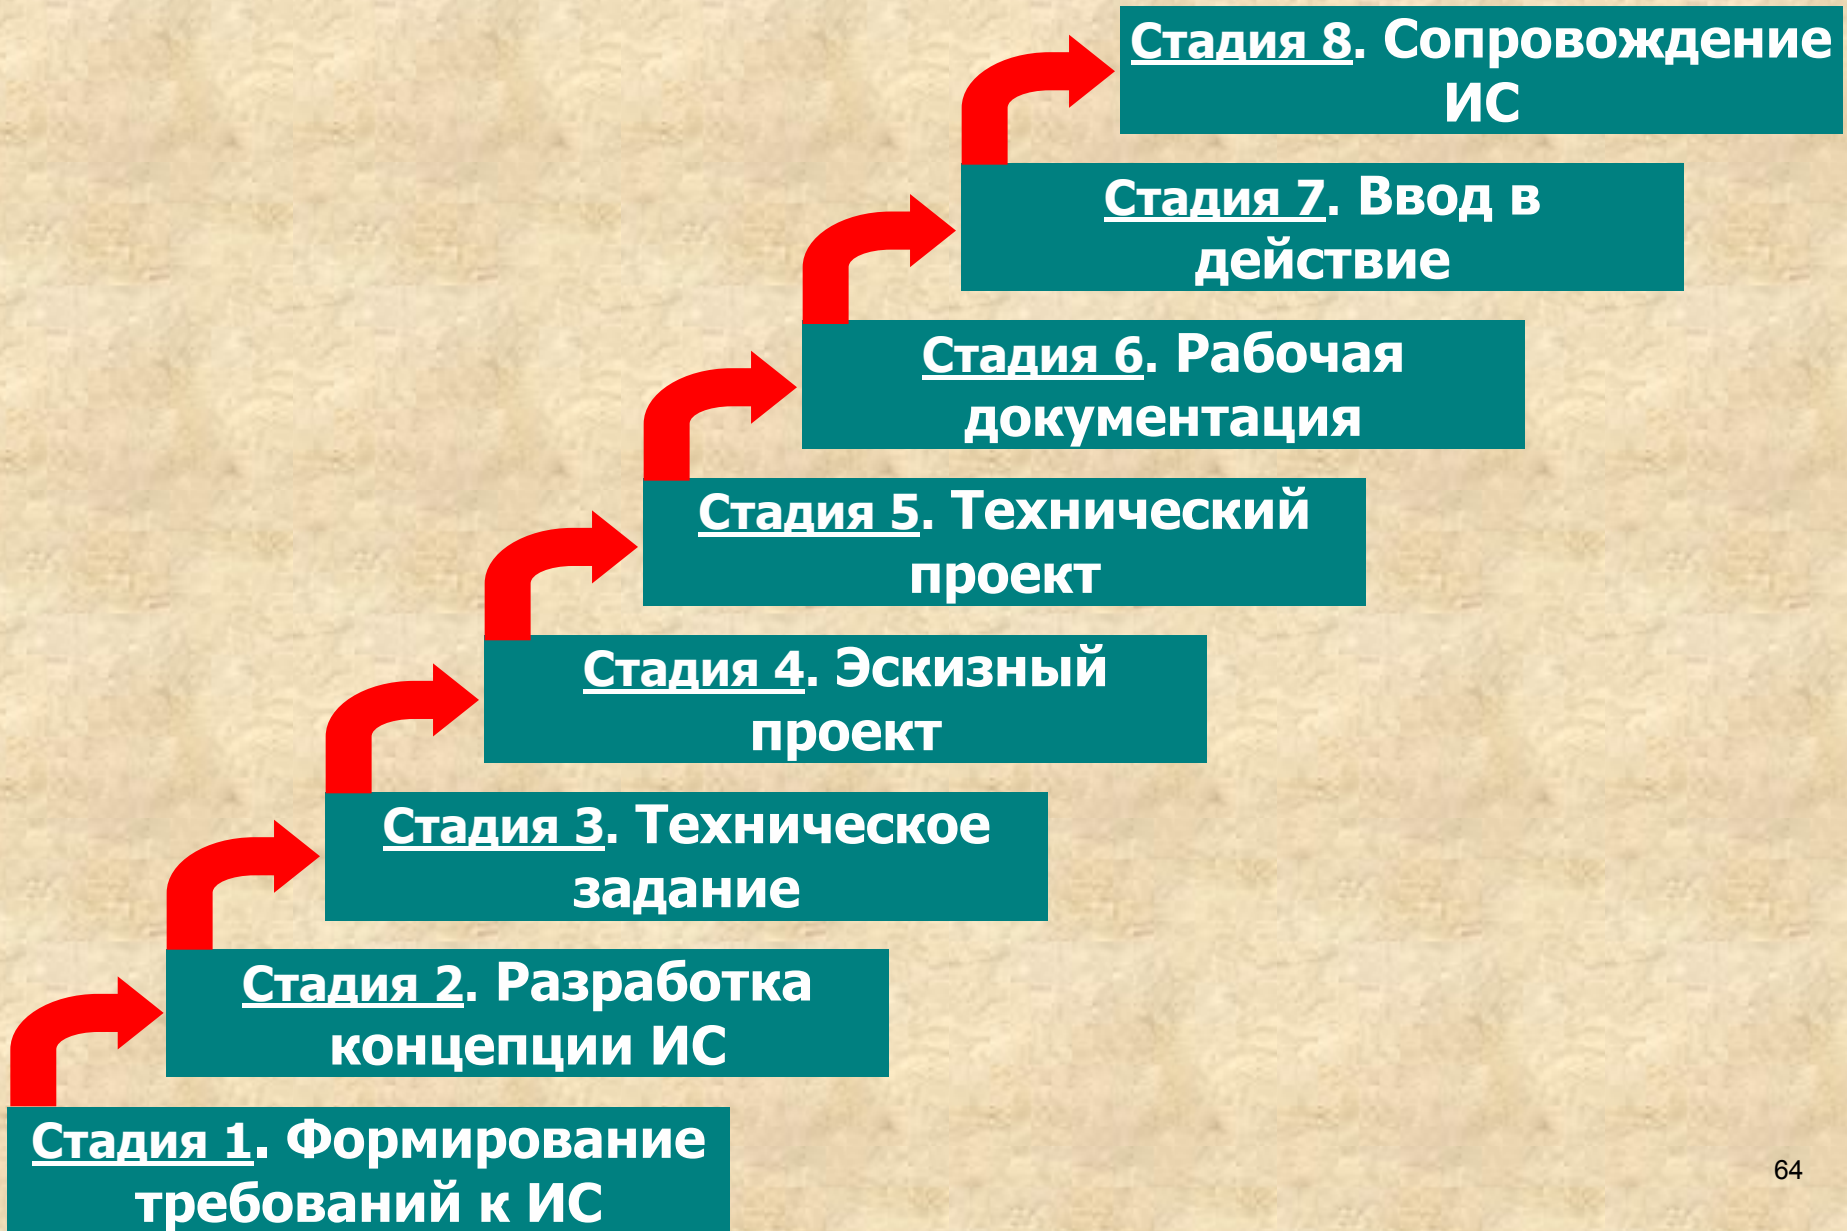 Стадия 8. Сопровождение
ИС
Стадия 7. Ввод в
действие
Стадия 6. Рабочая
документация
Стадия 5. Технический
проект
Стадия 4. Эскизный
проект
Стадия 3. Техническое
задание
Стадия 2. Разработка
концепции ИС
Стадия 1. Формирование
требований к ИС
64